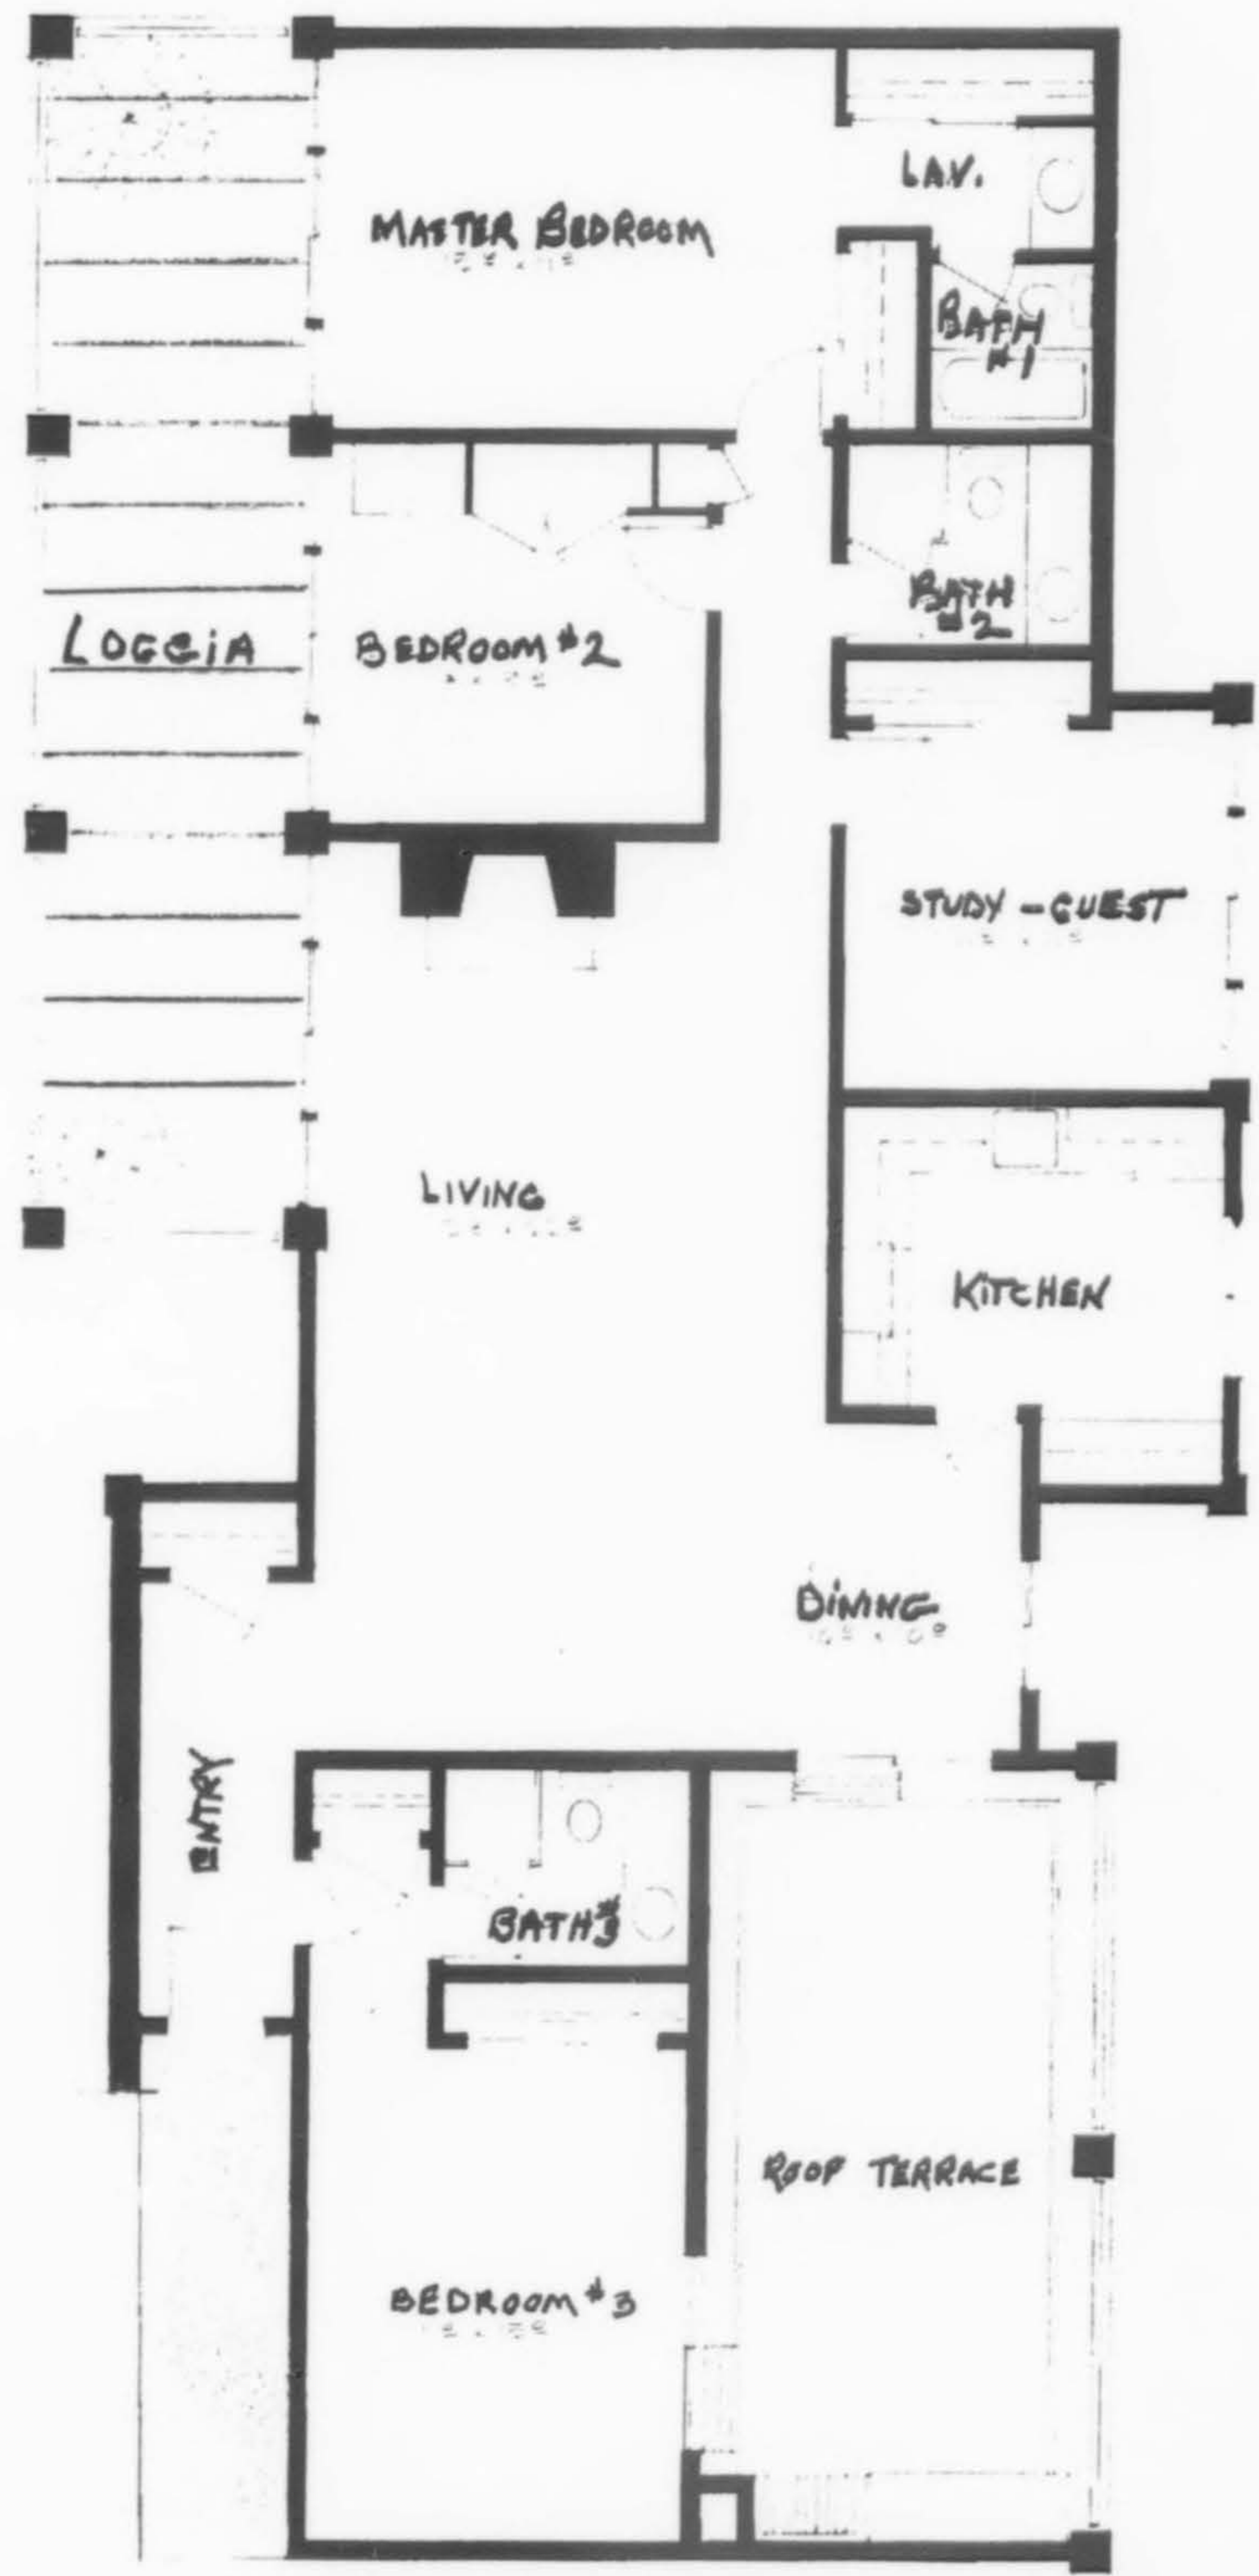 LAV.
MASTER BEDROOM
BATH
#1
BATH
#2
LOGGIA
BEDROOM #2
STUDY - GUEST
LIVING
KITCHEN
DINING
ENTRY
BATH #3
ROOF TERRACE
BEDROOM #3